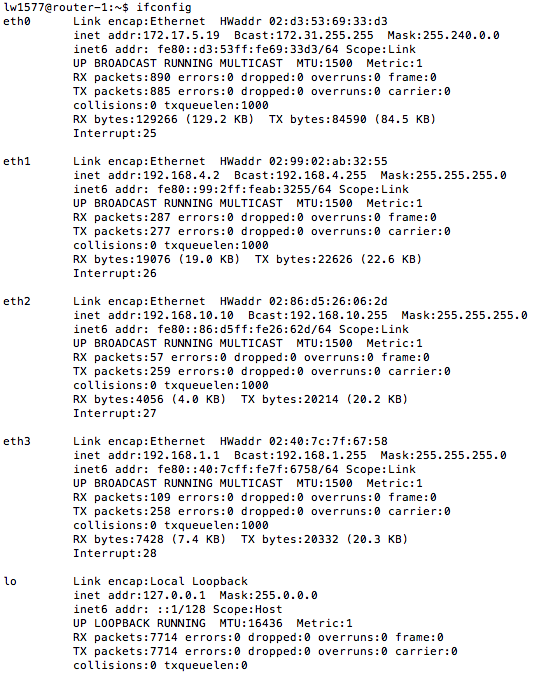 lw1577@router-1:~$ ifconfig
eth0      Link encap:Ethernet  HWaddr 02:d3:53:69:33:d3
          inet addr:172.17.5.19  Bcast:172.31.255.255  Mask:255.240.0.0
          inet6 addr: fe80::d3:53ff:fe69:33d3/64 Scope:Link
          UP BROADCAST RUNNING MULTICAST  MTU:1500  Metric:1
          RX packets:890 errors:0 dropped:0 overruns:0 frame:0
          TX packets:885 errors:0 dropped:0 overruns:0 carrier:0
          collisions:0 txqueuelen:1000
          RX bytes:129266 (129.2 KB)  TX bytes:84590 (84.5 KB)
          Interrupt:25

eth1      Link encap:Ethernet  HWaddr 02:99:02:ab:32:55
          inet addr:192.168.4.2  Bcast:192.168.4.255  Mask:255.255.255.0
          inet6 addr: fe80::99:2ff:feab:3255/64 Scope:Link
          UP BROADCAST RUNNING MULTICAST  MTU:1500  Metric:1
          RX packets:287 errors:0 dropped:0 overruns:0 frame:0
          TX packets:277 errors:0 dropped:0 overruns:0 carrier:0
          collisions:0 txqueuelen:1000
          RX bytes:19076 (19.0 KB)  TX bytes:22626 (22.6 KB)
          Interrupt:26

eth2      Link encap:Ethernet  HWaddr 02:86:d5:26:06:2d
          inet addr:192.168.10.10  Bcast:192.168.10.255  Mask:255.255.255.0
          inet6 addr: fe80::86:d5ff:fe26:62d/64 Scope:Link
          UP BROADCAST RUNNING MULTICAST  MTU:1500  Metric:1
          RX packets:57 errors:0 dropped:0 overruns:0 frame:0
          TX packets:259 errors:0 dropped:0 overruns:0 carrier:0
          collisions:0 txqueuelen:1000
          RX bytes:4056 (4.0 KB)  TX bytes:20214 (20.2 KB)
          Interrupt:27

eth3      Link encap:Ethernet  HWaddr 02:40:7c:7f:67:58
          inet addr:192.168.1.1  Bcast:192.168.1.255  Mask:255.255.255.0
          inet6 addr: fe80::40:7cff:fe7f:6758/64 Scope:Link
          UP BROADCAST RUNNING MULTICAST  MTU:1500  Metric:1
          RX packets:109 errors:0 dropped:0 overruns:0 frame:0
          TX packets:258 errors:0 dropped:0 overruns:0 carrier:0
          collisions:0 txqueuelen:1000
          RX bytes:7428 (7.4 KB)  TX bytes:20332 (20.3 KB)
          Interrupt:28

lo        Link encap:Local Loopback
          inet addr:127.0.0.1  Mask:255.0.0.0
          inet6 addr: ::1/128 Scope:Host
          UP LOOPBACK RUNNING  MTU:16436  Metric:1
          RX packets:7714 errors:0 dropped:0 overruns:0 frame:0
          TX packets:7714 errors:0 dropped:0 overruns:0 carrier:0
          collisions:0 txqueuelen:0